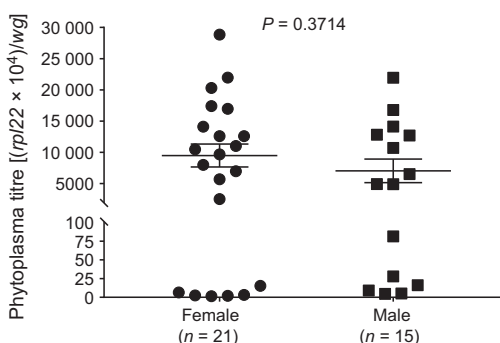 Phytoplasma titre [(rpl22 × 10⁴)/wg]
P = 0.3714
30 000
25 000
20 000
15 000
10 000
5000
100
75
50
25
0
Female
(n = 21)
Male
(n = 15)